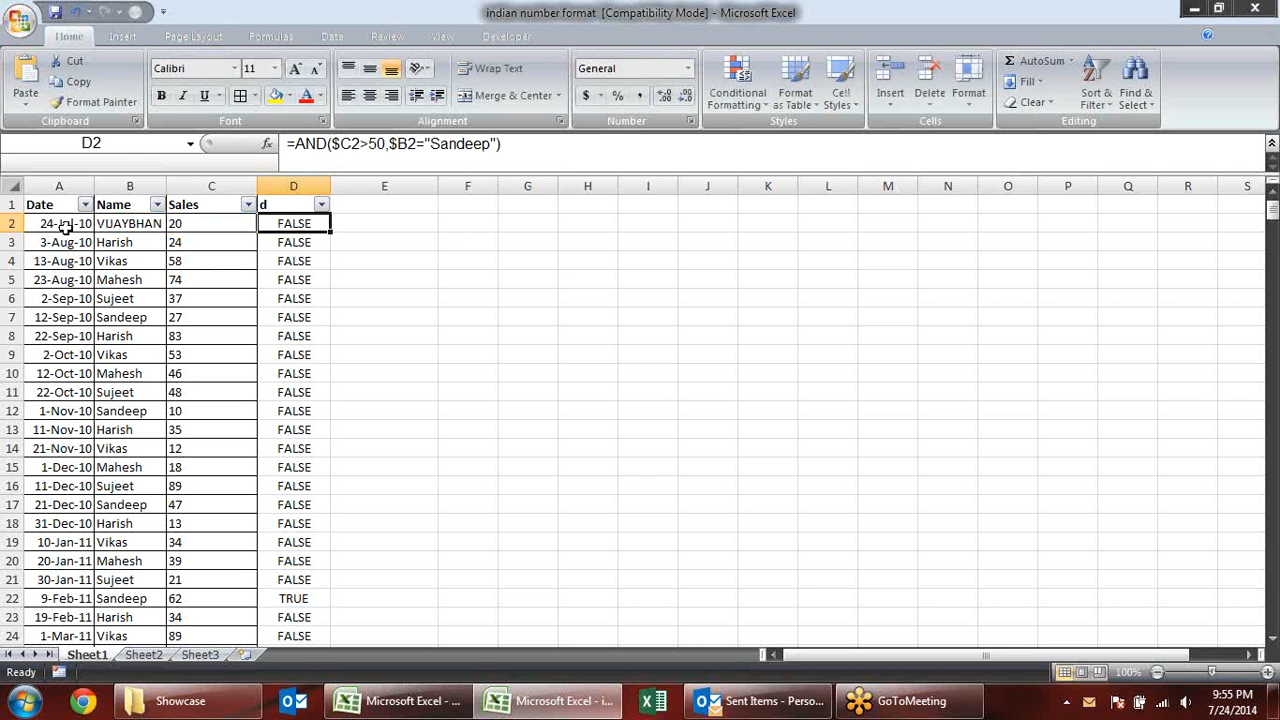 indian number format [Compatibility Mode] - Microsoft Excel
Home Insert Page Layout Formulas Data Review View Developer
Paste Cut Copy Format Painter Clipboard
Calibri 11 B I U A A A Font
Wrap Text Merge & Center Alignment
General $ % , Number
Conditional Formatting Format as Table Cell Styles Styles
Insert Delete Format Cells
AutoSum Fill Clear Sort & Filter Find & Select Editing
D2 fx =AND($C2>50,$B2="Sandeep")
A B C D E F G H I J K L M N O P Q R S
1 Date Name Sales d
2 24-Jul-10 VIJAYBHAN 20 FALSE
3 3-Aug-10 Harish 24 FALSE
4 13-Aug-10 Vikas 58 FALSE
5 23-Aug-10 Mahesh 74 FALSE
6 2-Sep-10 Sujeet 37 FALSE
7 12-Sep-10 Sandeep 27 FALSE
8 22-Sep-10 Harish 83 FALSE
9 2-Oct-10 Vikas 53 FALSE
10 12-Oct-10 Mahesh 46 FALSE
11 22-Oct-10 Sujeet 48 FALSE
12 1-Nov-10 Sandeep 10 FALSE
13 11-Nov-10 Harish 35 FALSE
14 21-Nov-10 Vikas 12 FALSE
15 1-Dec-10 Mahesh 18 FALSE
16 11-Dec-10 Sujeet 89 FALSE
17 21-Dec-10 Sandeep 47 FALSE
18 31-Dec-10 Harish 13 FALSE
19 10-Jan-11 Vikas 34 FALSE
20 20-Jan-11 Mahesh 39 FALSE
21 30-Jan-11 Sujeet 21 FALSE
22 9-Feb-11 Sandeep 62 TRUE
23 19-Feb-11 Harish 34 FALSE
24 1-Mar-11 Vikas 89 FALSE
Sheet1 Sheet2 Sheet3
Ready 100%
Showcase Microsoft Excel - ... Microsoft Excel - i... Sent Items - Perso... GoToMeeting
9:55 PM
7/24/2014